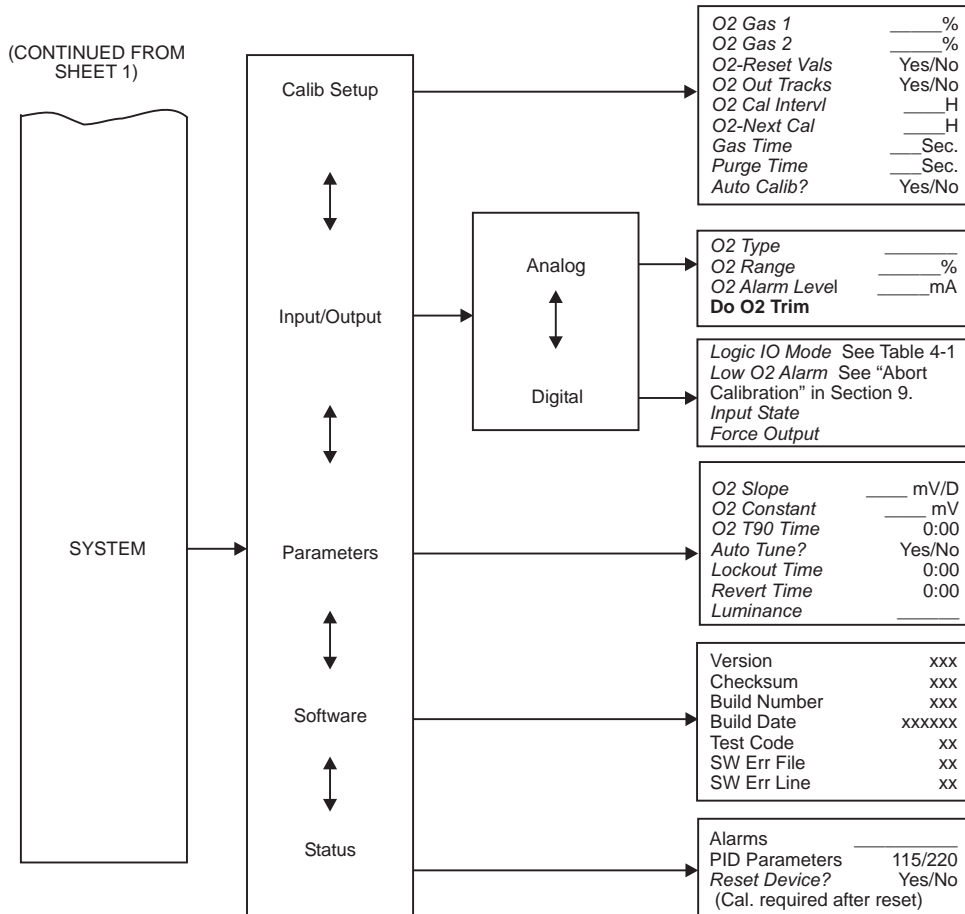 (CONTINUED FROM
SHEET 1)
SYSTEM
Calib Setup
Input/Output
Parameters
Software
Status
Analog
Digital
O2 Gas 1 _____%
O2 Gas 2 _____%
O2-Reset Vals Yes/No
O2 Out Tracks Yes/No
O2 Cal Intervl ____H
O2-Next Cal ____H
Gas Time ___Sec.
Purge Time ___Sec.
Auto Calib? Yes/No
O2 Type _______
O2 Range ______%
O2 Alarm Level _____mA
Do O2 Trim
Logic IO Mode See Table 4-1
Low O2 Alarm See “Abort
Calibration” in Section 9.
Input State
Force Output
O2 Slope ____ mV/D
O2 Constant ____ mV
O2 T90 Time 0:00
Auto Tune? Yes/No
Lockout Time 0:00
Revert Time 0:00
Luminance ______
Version xxx
Checksum xxx
Build Number xxx
Build Date xxxxxx
Test Code xx
SW Err File xx
SW Err Line xx
Alarms __________
PID Parameters 115/220
Reset Device? Yes/No
(Cal. required after reset)